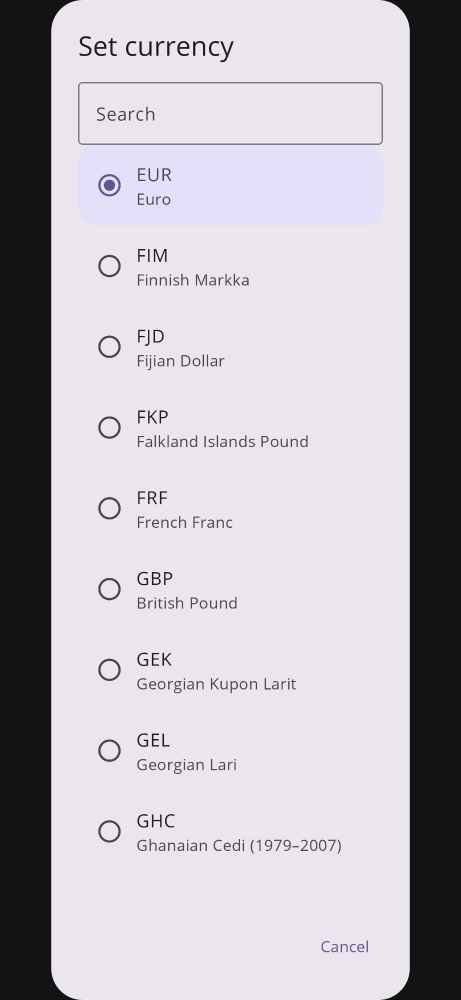 Set currency
Search
EUR
Euro
FIM
Finnish Markka
FJD
Fijian Dollar
FKP
Falkland Islands Pound
FRF
French Franc
GBP
British Pound
GEK
Georgian Kupon Larit
GEL
Georgian Lari
GHC
Ghanaian Cedi (1979–2007)
Cancel